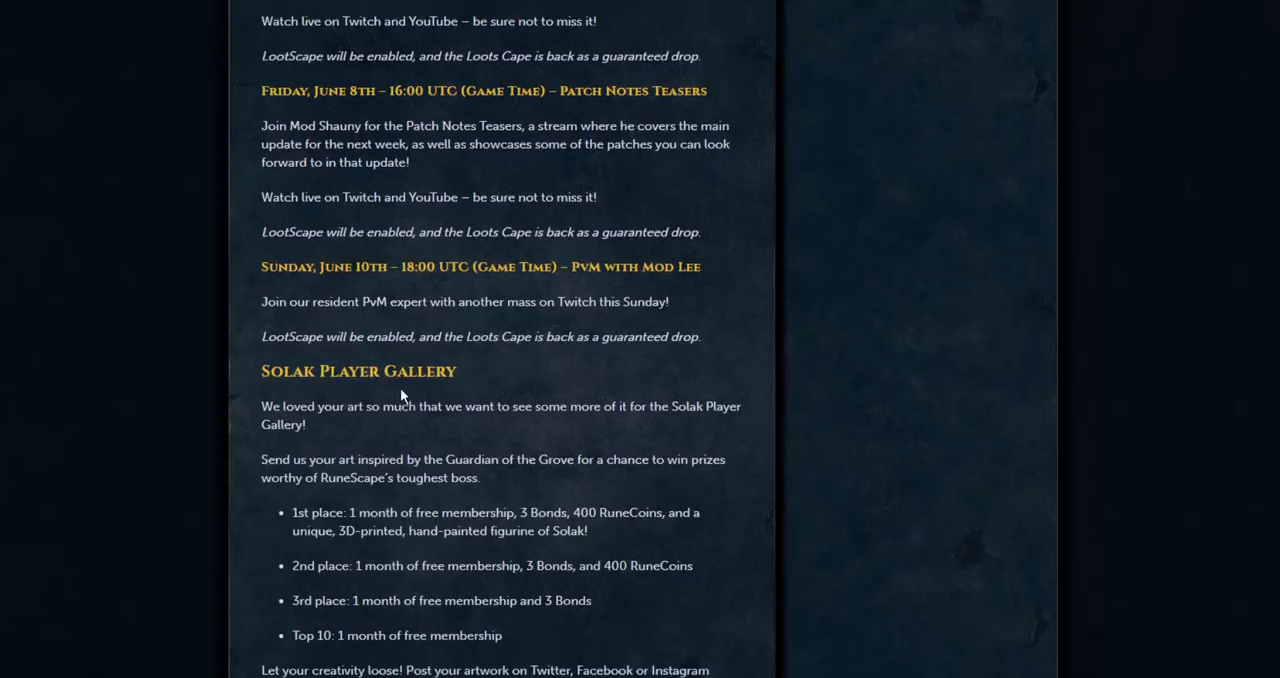 Watch live on Twitch and YouTube – be sure not to miss it!
LootScape will be enabled, and the Loots Cape is back as a guaranteed drop.
Friday, June 8th – 16:00 UTC (Game Time) – Patch Notes Teasers
Join Mod Shauny for the Patch Notes Teasers, a stream where he covers the main
update for the next week, as well as showcases some of the patches you can look
forward to in that update!
Watch live on Twitch and YouTube – be sure not to miss it!
LootScape will be enabled, and the Loots Cape is back as a guaranteed drop.
Sunday, June 10th – 18:00 UTC (Game Time) – PvM with Mod Lee
Join our resident PvM expert with another mass on Twitch this Sunday!
LootScape will be enabled, and the Loots Cape is back as a guaranteed drop.
Solak Player Gallery
We loved your art so much that we want to see some more of it for the Solak Player
Gallery!
Send us your art inspired by the Guardian of the Grove for a chance to win prizes
worthy of RuneScape's toughest boss.
• 1st place: 1 month of free membership, 3 Bonds, 400 RuneCoins, and a
unique, 3D-printed, hand-painted figurine of Solak!
• 2nd place: 1 month of free membership, 3 Bonds, and 400 RuneCoins
• 3rd place: 1 month of free membership and 3 Bonds
• Top 10: 1 month of free membership
Let your creativity loose! Post your artwork on Twitter, Facebook or Instagram